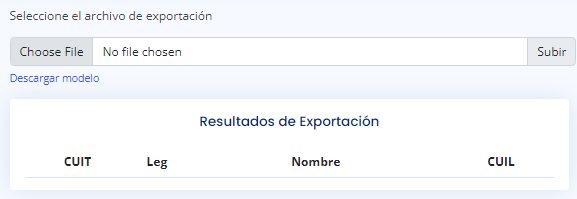 Seleccione el archivo de exportación
Choose File No file chosen Subir
Descargar modelo
Resultados de Exportación
CUIT Leg Nombre CUIL